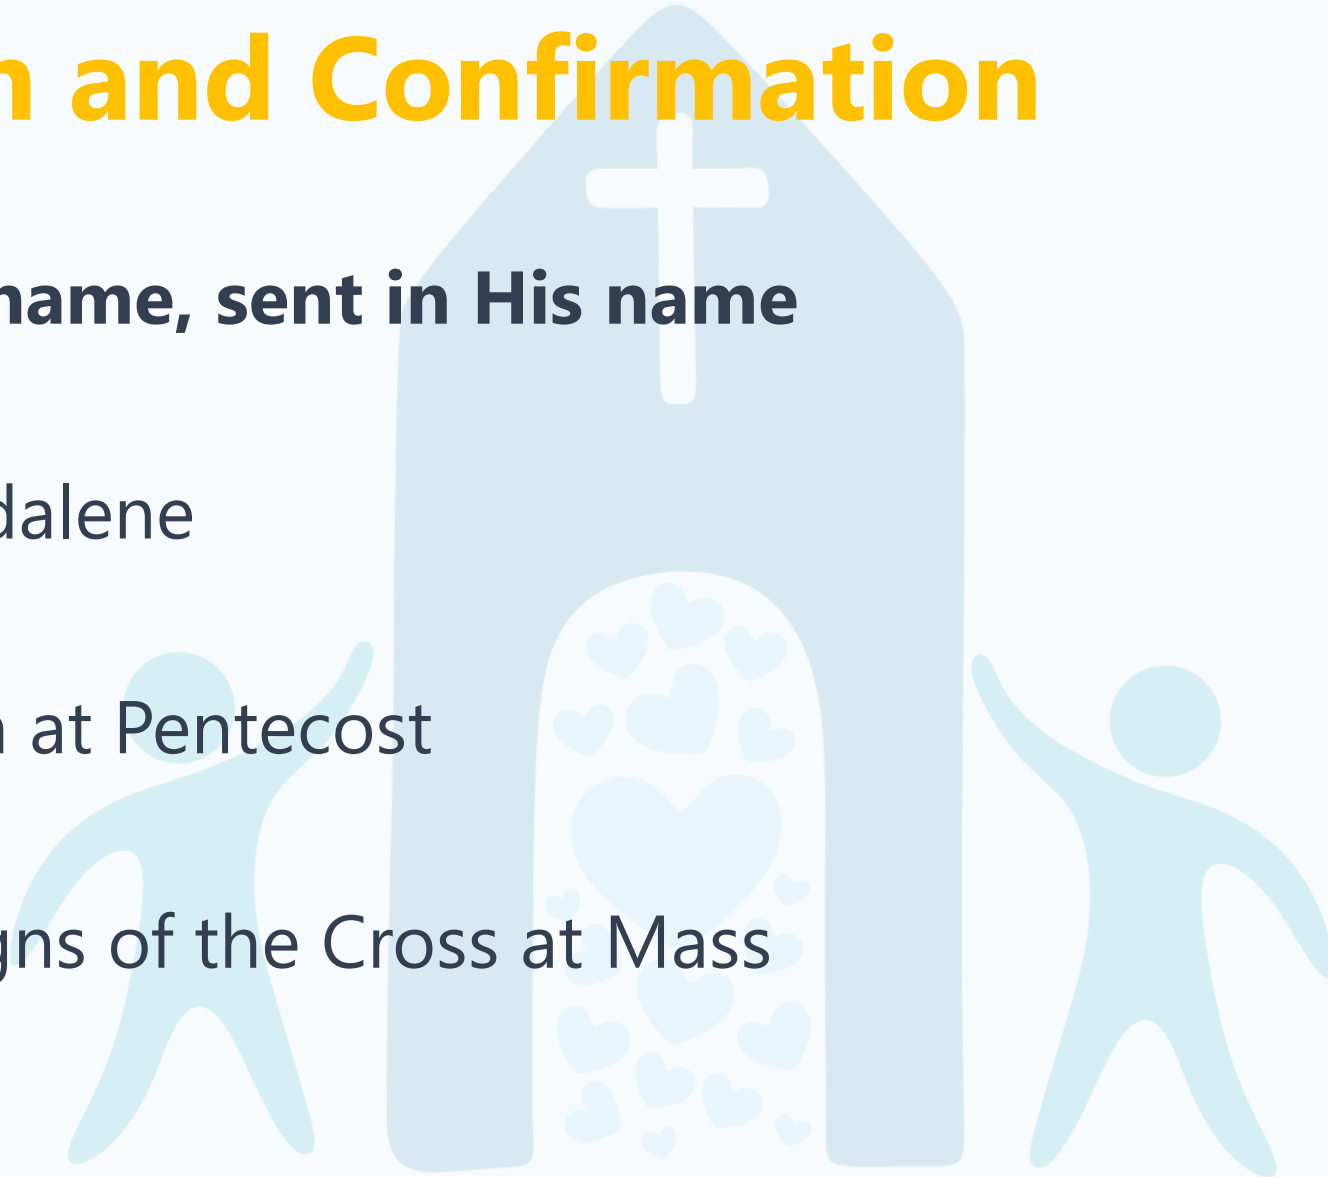 n and Confirmation
name, sent in His name
dalene
n at Pentecost
gns of the Cross at Mass